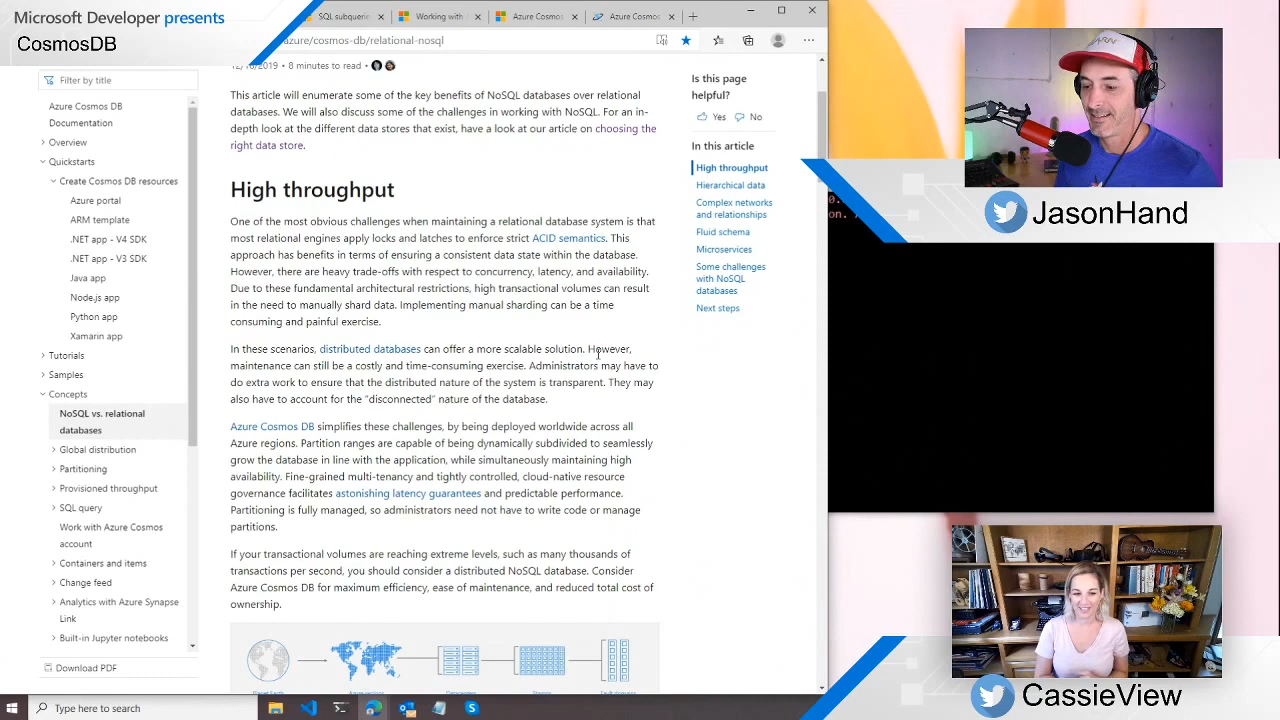 Microsoft Developer presents
CosmosDB
SQL subquerie
Working with
Azure Cosmos
Azure Cosmos
azure/cosmos-db/relational-nosql
Filter by title
Azure Cosmos DB
Documentation
Overview
Quickstarts
Create Cosmos DB resources
Azure portal
ARM template
.NET app - V4 SDK
.NET app - V3 SDK
Java app
Node.js app
Python app
Xamarin app
Tutorials
Samples
Concepts
NoSQL vs. relational
databases
Global distribution
Partitioning
Provisioned throughput
SQL query
Work with Azure Cosmos
account
Containers and items
Change feed
Analytics with Azure Synapse
Link
Built-in Jupyter notebooks
Download PDF
12/16/2019 • 8 minutes to read •
This article will enumerate some of the key benefits of NoSQL databases over relational
databases. We will also discuss some of the challenges in working with NoSQL. For an in-
depth look at the different data stores that exist, have a look at our article on choosing the
right data store.
High throughput
One of the most obvious challenges when maintaining a relational database system is that
most relational engines apply locks and latches to enforce strict ACID semantics. This
approach has benefits in terms of ensuring a consistent data state within the database.
However, there are heavy trade-offs with respect to concurrency, latency, and availability.
Due to these fundamental architectural restrictions, high transactional volumes can result
in the need to manually shard data. Implementing manual sharding can be a time
consuming and painful exercise.
In these scenarios, distributed databases can offer a more scalable solution. However,
maintenance can still be a costly and time-consuming exercise. Administrators may have to
do extra work to ensure that the distributed nature of the system is transparent. They may
also have to account for the "disconnected" nature of the database.
Azure Cosmos DB simplifies these challenges, by being deployed worldwide across all
Azure regions. Partition ranges are capable of being dynamically subdivided to seamlessly
grow the database in line with the application, while simultaneously maintaining high
availability. Fine-grained multi-tenancy and tightly controlled, cloud-native resource
governance facilitates astonishing latency guarantees and predictable performance.
Partitioning is fully managed, so administrators need not have to write code or manage
partitions.
If your transactional volumes are reaching extreme levels, such as many thousands of
transactions per second, you should consider a distributed NoSQL database. Consider
Azure Cosmos DB for maximum efficiency, ease of maintenance, and reduced total cost of
ownership.
Is this page
helpful?
Yes No
In this article
High throughput
Hierarchical data
Complex networks
and relationships
Fluid schema
Microservices
Some challenges
with NoSQL
databases
Next steps
JasonHand
CassieView
Type here to search